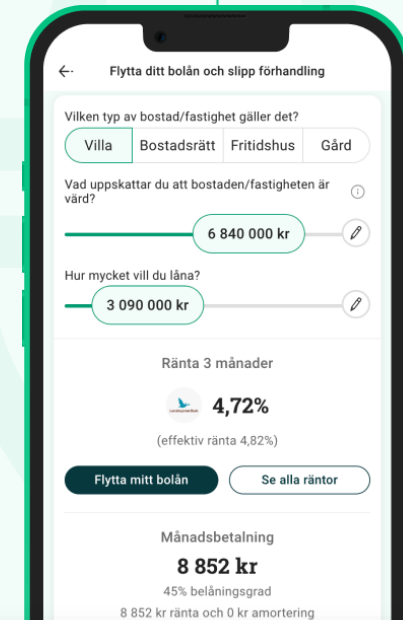 Flytta ditt bolån och slipp förhandling
Vilken typ av bostad/fastighet gäller det?
Villa Bostadsrätt Fritidshus Gård
Vad uppskattar du att bostaden/fastigheten är
värd?
6 840 000 kr
Hur mycket vill du låna?
3 090 000 kr
Ränta 3 månader
4,72%
(effektiv ränta 4,82%)
Flytta mitt bolån Se alla räntor
Månadsbetalning
8 852 kr
45% belåningsgrad
8 852 kr ränta och 0 kr amortering